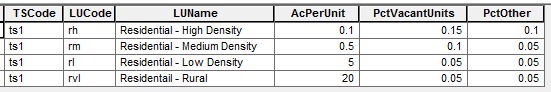 TSCode LUCode LUName AcPerUnit PctVacantUnits PctOther
ts1 rh Residential - High Density 0.1 0.15 0.1
ts1 rm Residential - Medium Density 0.5 0.1 0.05
ts1 rl Residential - Low Density 5 0.05 0.05
ts1 rvl Residentail - Rural 20 0.05 0.05